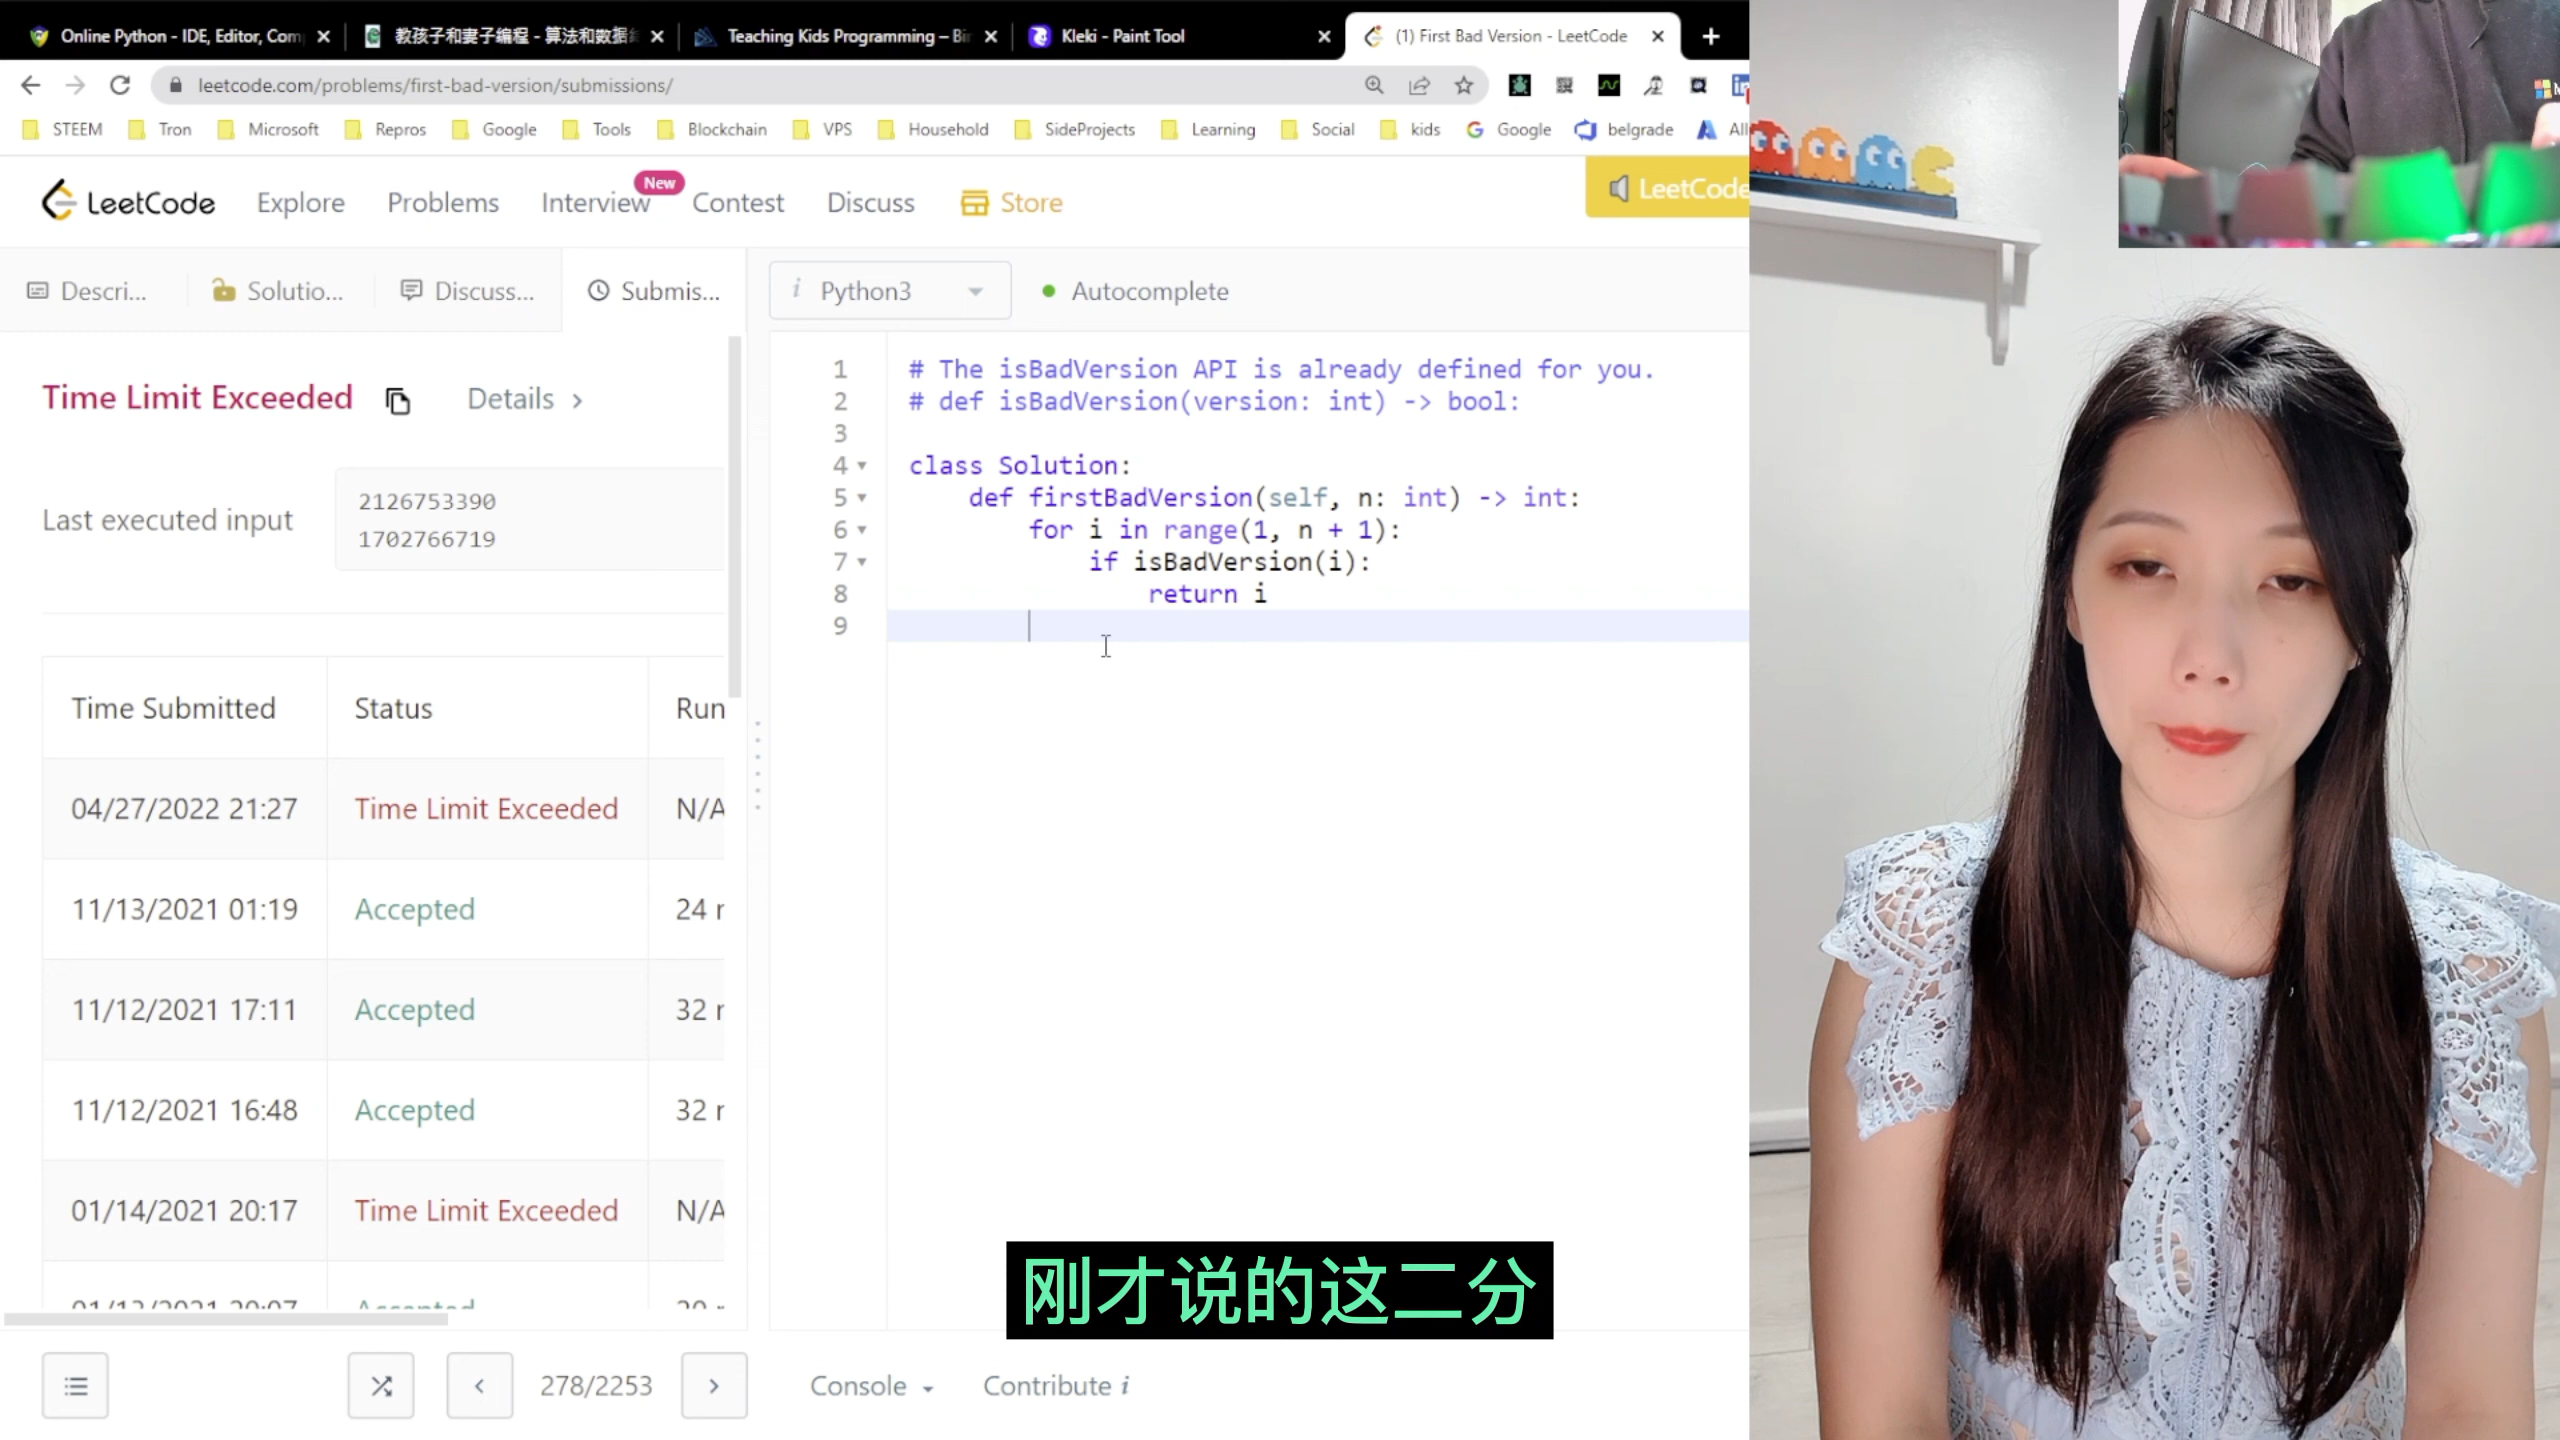 Online Python - IDE, Editor, Com
教孩子和妻子编程 - 算法和数据
Teaching Kids Programming – Bi
Kleki - Paint Tool
(1) First Bad Version - LeetCode
leetcode.com/problems/first-bad-version/submissions/
STEEM
Tron
Microsoft
Repros
Google
Tools
Blockchain
VPS
Household
SideProjects
Learning
Social
kids
Google
belgrade
All
LeetCode
Explore
Problems
Interview
New
Contest
Discuss
Store
LeetCode
Descri...
Solutio...
Discuss...
Submis...
i Python3
Autocomplete
Time Limit Exceeded
Details >
Last executed input
2126753390
1702766719
Time Submitted Status Run
04/27/2022 21:27 Time Limit Exceeded N/A
11/13/2021 01:19 Accepted 24
11/12/2021 17:11 Accepted 32
11/12/2021 16:48 Accepted 32
01/14/2021 20:17 Time Limit Exceeded N/A
1 # The isBadVersion API is already defined for you.
2 # def isBadVersion(version: int) -> bool:
3
4 class Solution:
5 def firstBadVersion(self, n: int) -> int:
6 for i in range(1, n + 1):
7 if isBadVersion(i):
8 return i
9
刚才说的这二分
278/2253
Console
Contribute i